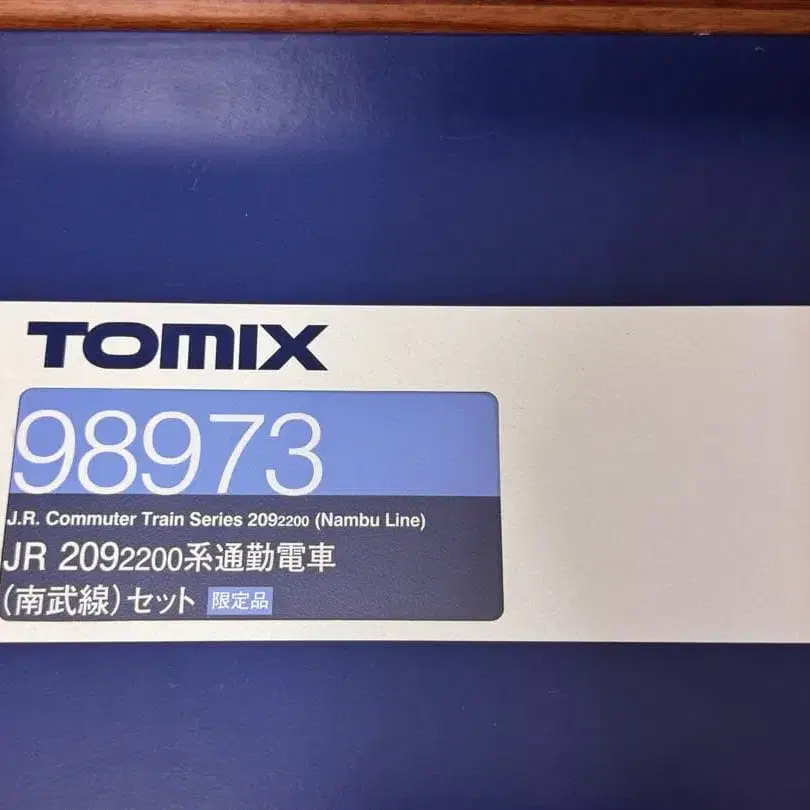 TOMIX
98973
J.R. Commuter Train Series 2092200 (Nambu Line)
JR 2092200系通勤電車
(南武線)セット 限定品